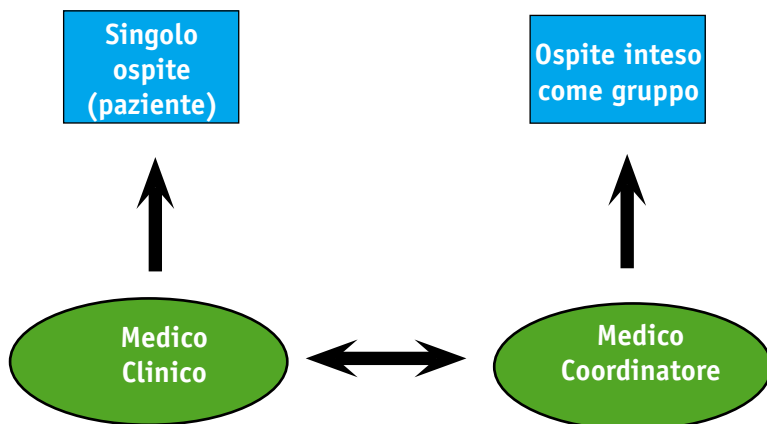 Singolo
ospite
(paziente)
Ospite inteso
come gruppo
Medico
Clinico
Medico
Coordinatore